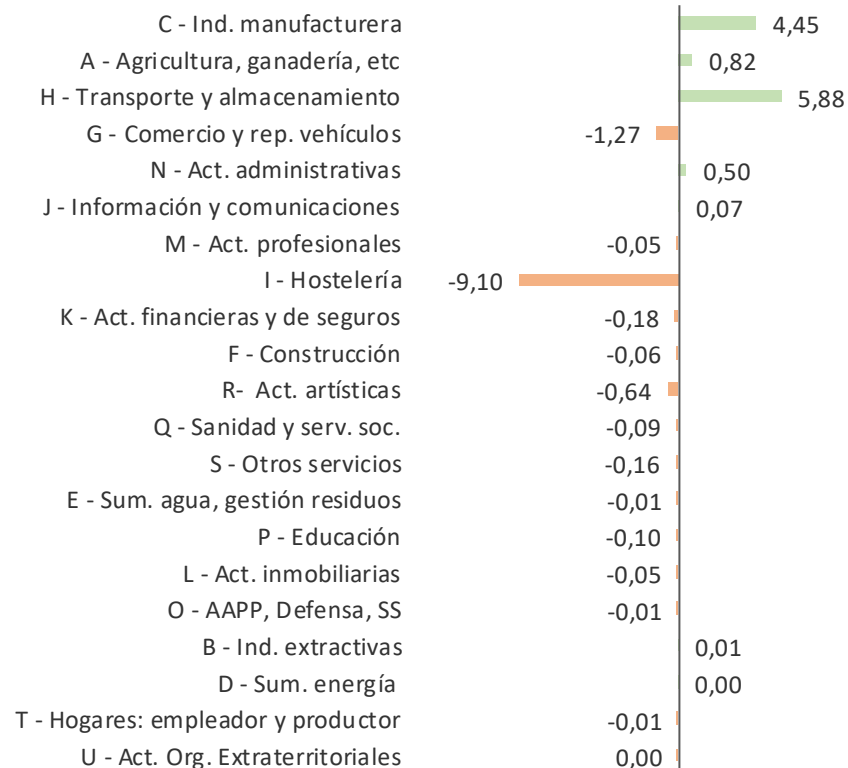 C - Ind. manufacturera 4,45
A - Agricultura, ganadería, etc 0,82
H - Transporte y almacenamiento 5,88
G - Comercio y rep. vehículos -1,27
N - Act. administrativas 0,50
J - Información y comunicaciones 0,07
M - Act. profesionales -0,05
I - Hostelería -9,10
K - Act. financieras y de seguros -0,18
F - Construcción -0,06
R- Act. artísticas -0,64
Q - Sanidad y serv. soc. -0,09
S - Otros servicios -0,16
E - Sum. agua, gestión residuos -0,01
P - Educación -0,10
L - Act. inmobiliarias -0,05
O - AAPP, Defensa, SS -0,01
B - Ind. extractivas 0,01
D - Sum. energía 0,00
T - Hogares: empleador y productor -0,01
U - Act. Org. Extraterritoriales 0,00